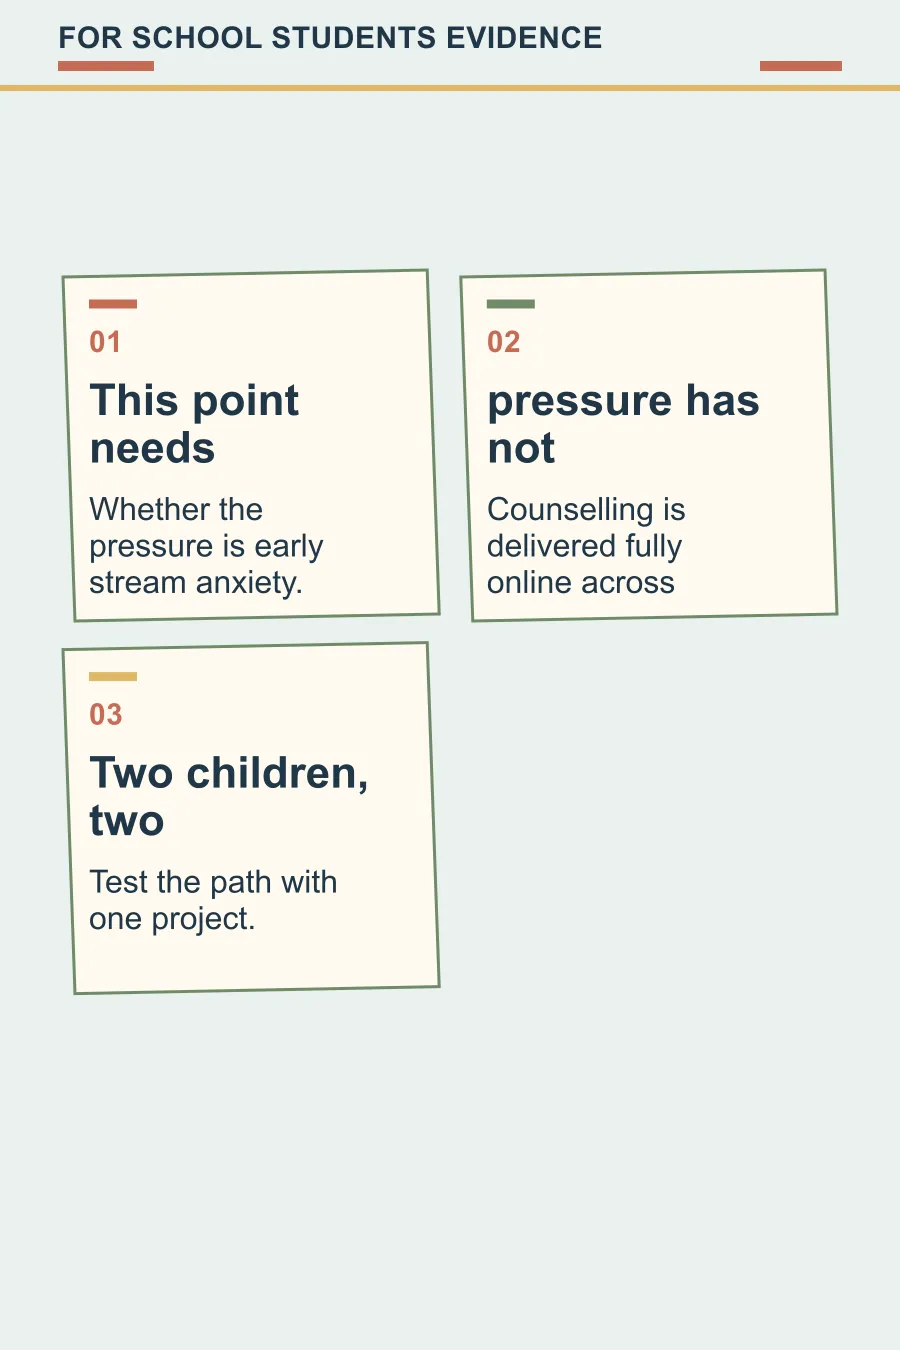 FOR SCHOOL STUDENTS EVIDENCE
01
This point
needs
Whether the
pressure is early
stream anxiety.
02
pressure has
not
Counselling is
delivered fully
online across
03
Two children,
two
Test the path with
one project.